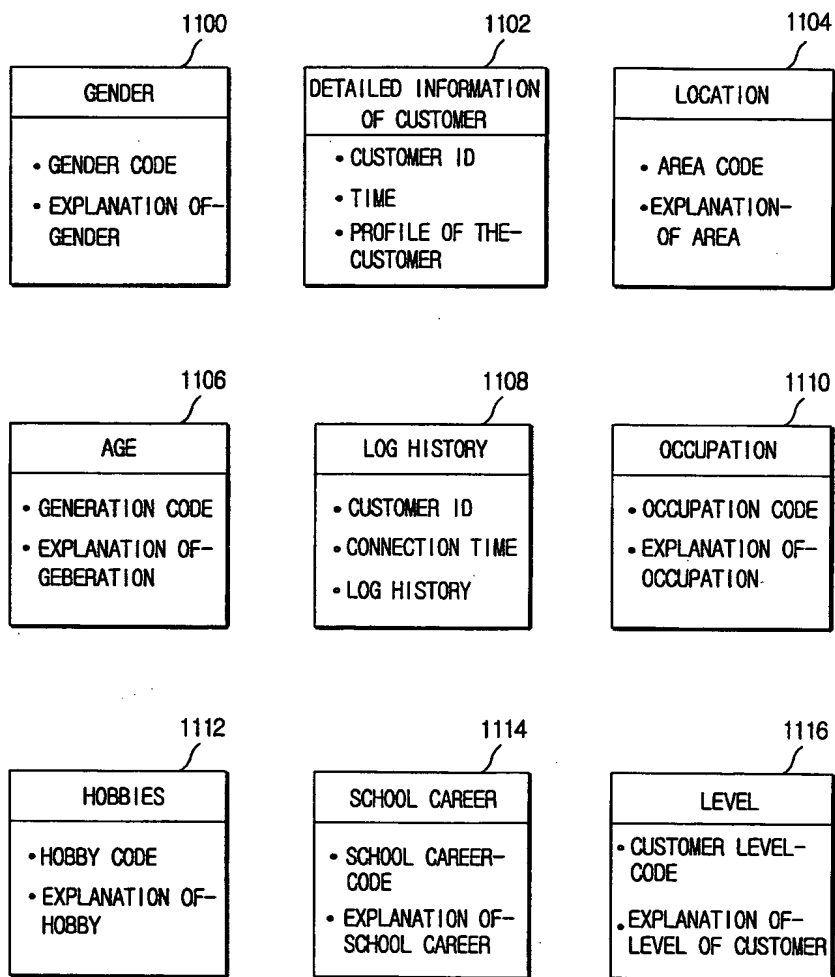 1100
GENDER
• GENDER CODE
• EXPLANATION OF-
GENDER
1102
DETAILED INFORMATION
OF CUSTOMER
• CUSTOMER ID
• TIME
• PROFILE OF THE-
CUSTOMER
1104
LOCATION
• AREA CODE
• EXPLANATION-
OF AREA
1106
AGE
• GENERATION CODE
• EXPLANATION OF-
GEBERATION
1108
LOG HISTORY
• CUSTOMER ID
• CONNECTION TIME
• LOG HISTORY
1110
OCCUPATION
• OCCUPATION CODE
• EXPLANATION OF-
OCCUPATION
1112
HOBBIES
• HOBBY CODE
• EXPLANATION OF-
HOBBY
1114
SCHOOL CAREER
• SCHOOL CAREER-
CODE
• EXPLANATION OF-
SCHOOL CAREER
1116
LEVEL
• CUSTOMER LEVEL-
CODE
• EXPLANATION OF-
LEVEL OF CUSTOMER